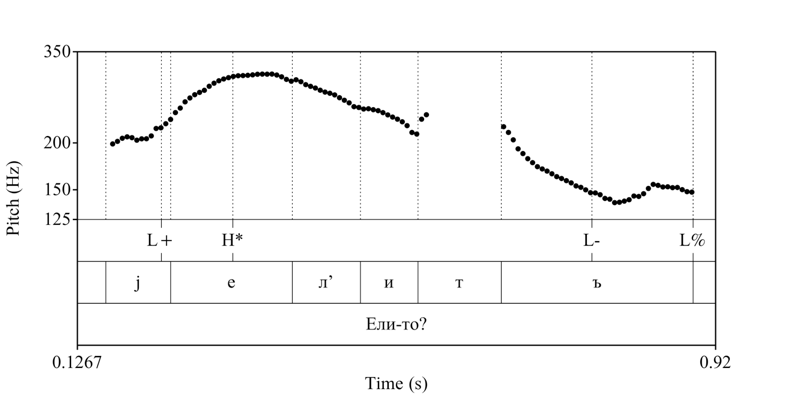 350
200
150
125
Pitch (Hz)
L+ H* L- L%
j е л’ и т ъ
Ели-то?
0.1267 0.92
Time (s)